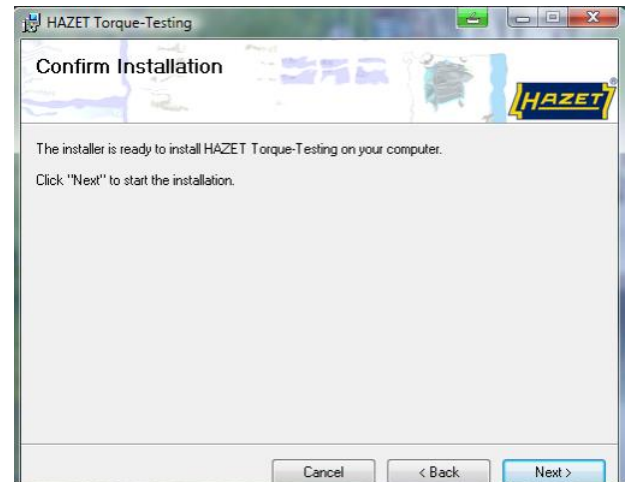 HAZET Torque-Testing
Confirm Installation
HAZET
The installer is ready to install HAZET Torque-Testing on your computer.
Click "Next" to start the installation.
Cancel
< Back
Next >